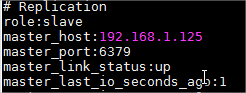 # Replication
role:slave
master_host:192.168.1.125
master_port:6379
master_link_status:up
master_last_io_seconds_ago:1